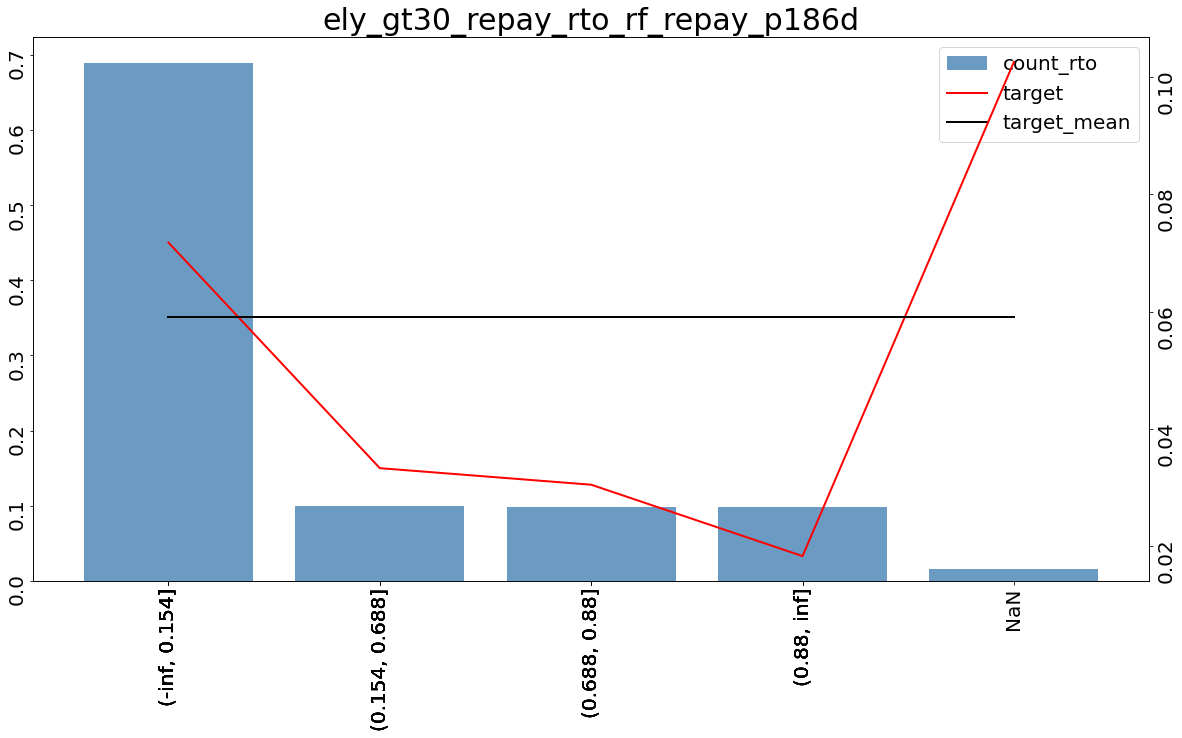 ely_gt30_repay_rto_rf_repay_p186d
count_rto
target
target_mean
0.7
0.6
0.5
0.4
0.3
0.2
0.1
0.0
0.10
0.08
0.06
0.04
0.02
(-inf, 0.154]
(0.154, 0.688]
(0.688, 0.88]
(0.88, inf]
NaN